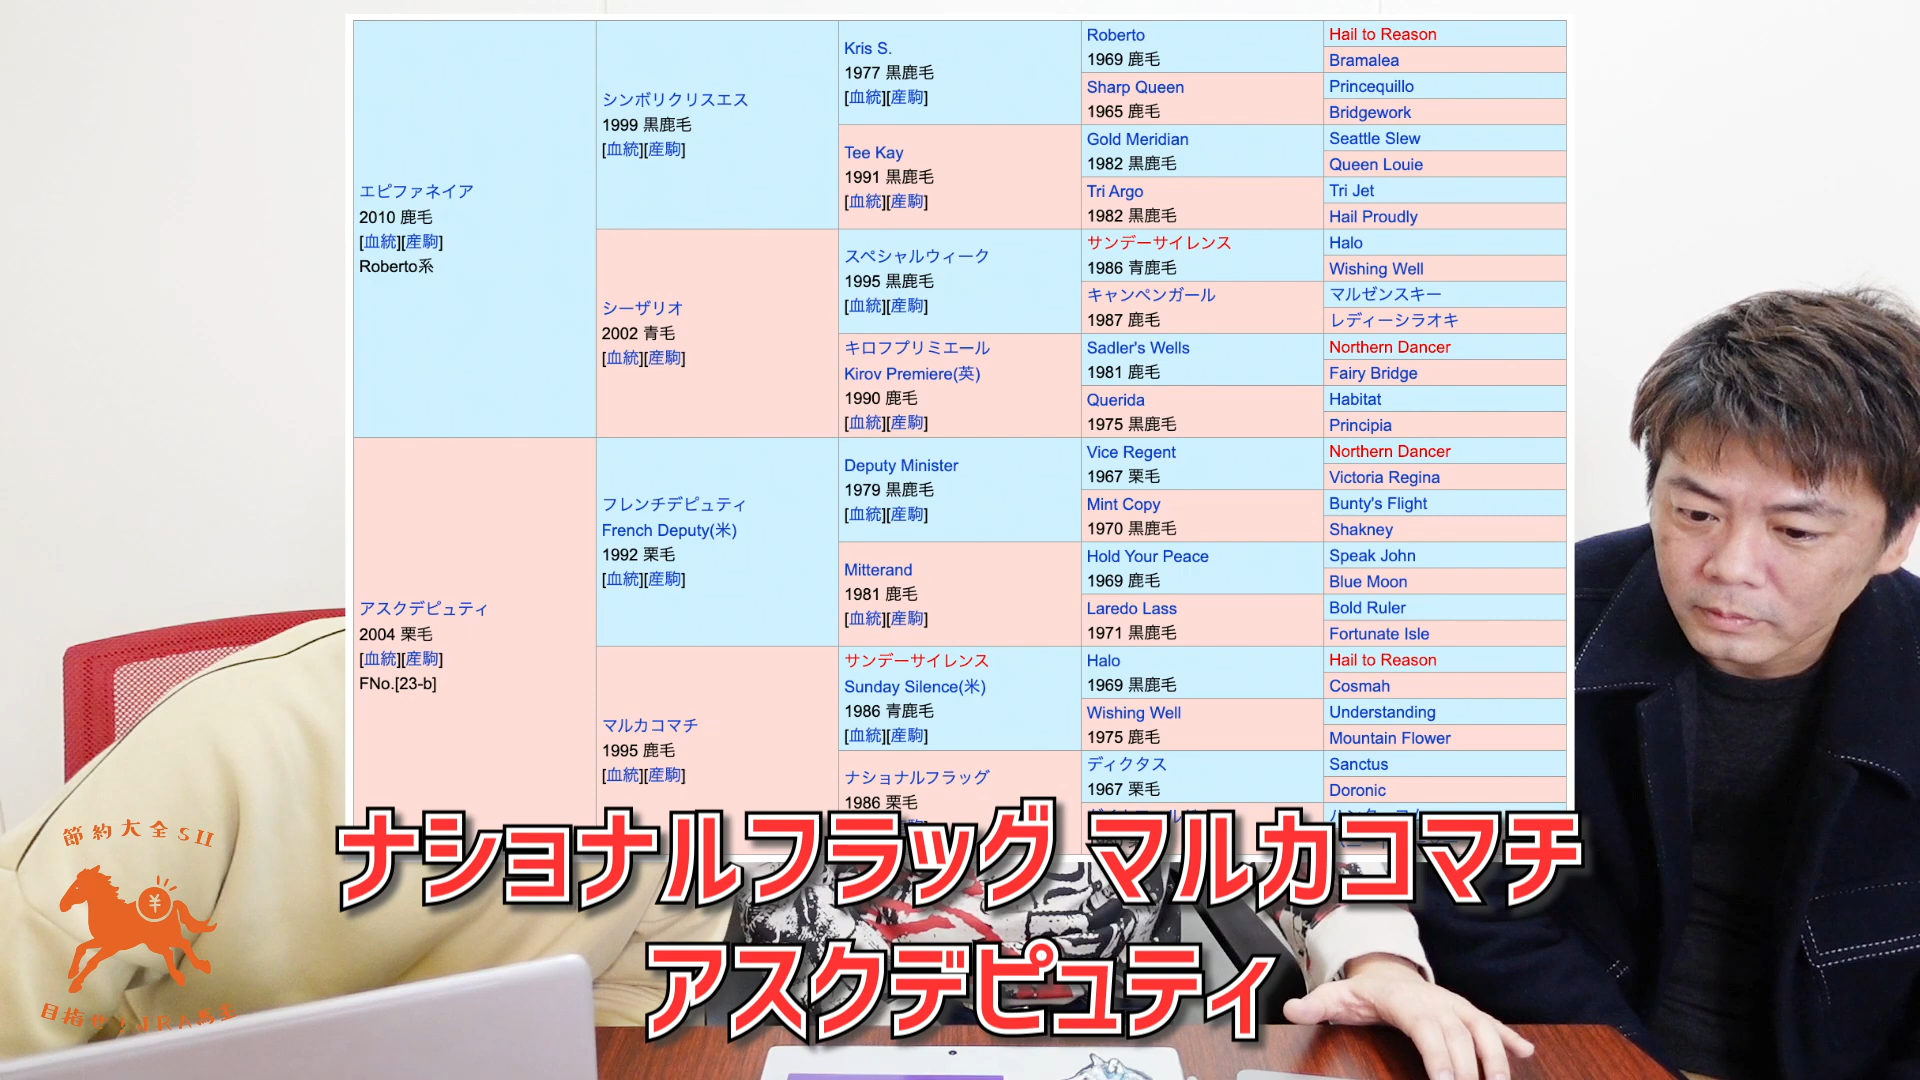 エピファネイア
2010 鹿毛
[血統][産駒]
Roberto系
シンボリクリスエス
1999 黒鹿毛
[血統][産駒]
Kris S.
1977 黒鹿毛
[血統][産駒]
Roberto
1969 鹿毛
Hail to Reason
Bramalea
Sharp Queen
1965 鹿毛
Princequillo
Bridgework
Tee Kay
1991 黒鹿毛
[血統][産駒]
Gold Meridian
1982 黒鹿毛
Seattle Slew
Queen Louie
Tri Argo
1982 黒鹿毛
Tri Jet
Hail Proudly
シーザリオ
2002 青毛
[血統][産駒]
スペシャルウィーク
1995 黒鹿毛
[血統][産駒]
サンデーサイレンス
1986 青鹿毛
Halo
Wishing Well
キャンペンガール
1987 鹿毛
マルゼンスキー
レディーシラオキ
キロフプリミエール
Kirov Premiere(英)
1990 鹿毛
[血統][産駒]
Sadler's Wells
1981 鹿毛
Northern Dancer
Fairy Bridge
Querida
1975 黒鹿毛
Habitat
Principia
アスクデピュティ
2004 栗毛
[血統][産駒]
FNo.[23-b]
フレンチデピュティ
French Deputy(米)
1992 栗毛
[血統][産駒]
Deputy Minister
1979 黒鹿毛
[血統][産駒]
Vice Regent
1967 栗毛
Northern Dancer
Victoria Regina
Mint Copy
1970 黒鹿毛
Bunty's Flight
Shakney
Mitterand
1981 鹿毛
[血統][産駒]
Hold Your Peace
1969 鹿毛
Speak John
Blue Moon
Laredo Lass
1971 黒鹿毛
Bold Ruler
Fortunate Isle
マルカコマチ
1995 鹿毛
[血統][産駒]
サンデーサイレンス
Sunday Silence(米)
1986 青鹿毛
[血統][産駒]
Halo
1969 黒鹿毛
Hail to Reason
Cosmah
Wishing Well
1975 鹿毛
Understanding
Mountain Flower
ナショナルフラッグ
1986 栗毛
ディクタス
1967 栗毛
Sanctus
Doronic
ナショナルフラッグ マルカコマチ
アスクデピュティ
節約大全SII